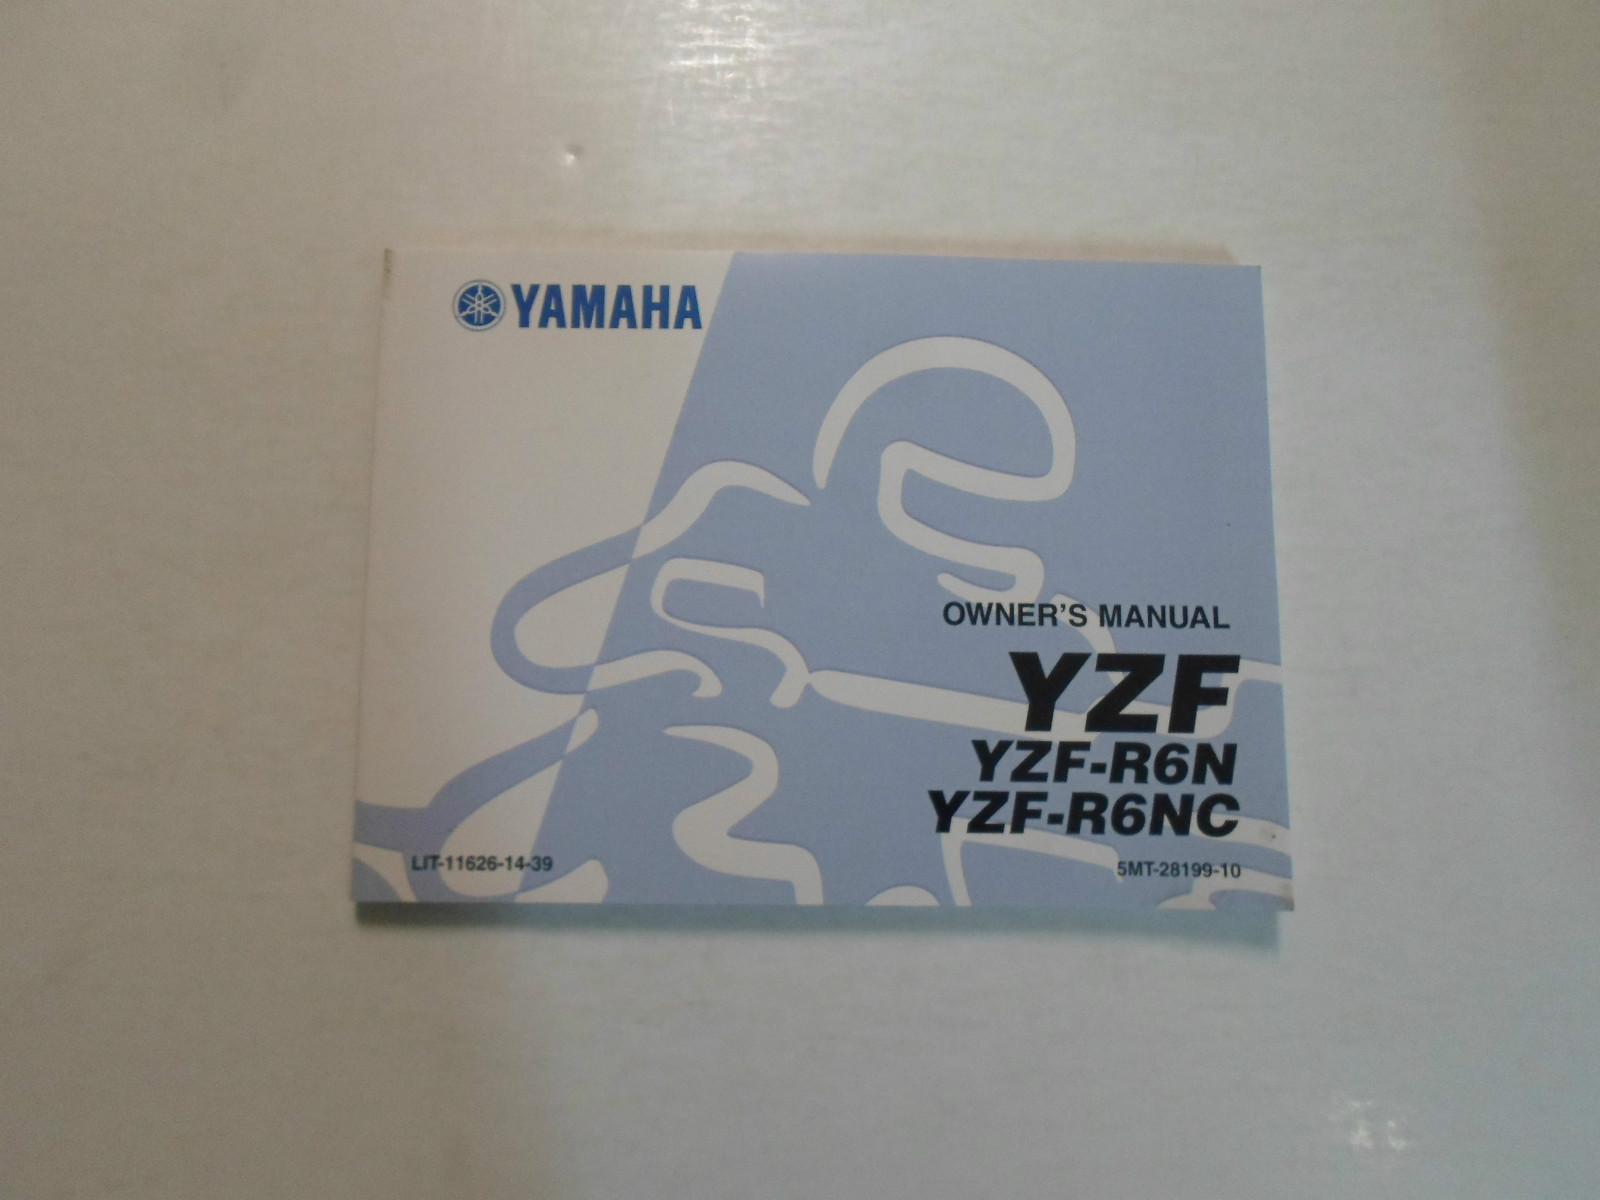 YAMAHA
OWNER'S MANUAL
YZF
YZF-R6N
YZF-R6NC
LIT-11626-14-39
5MT-28199-10